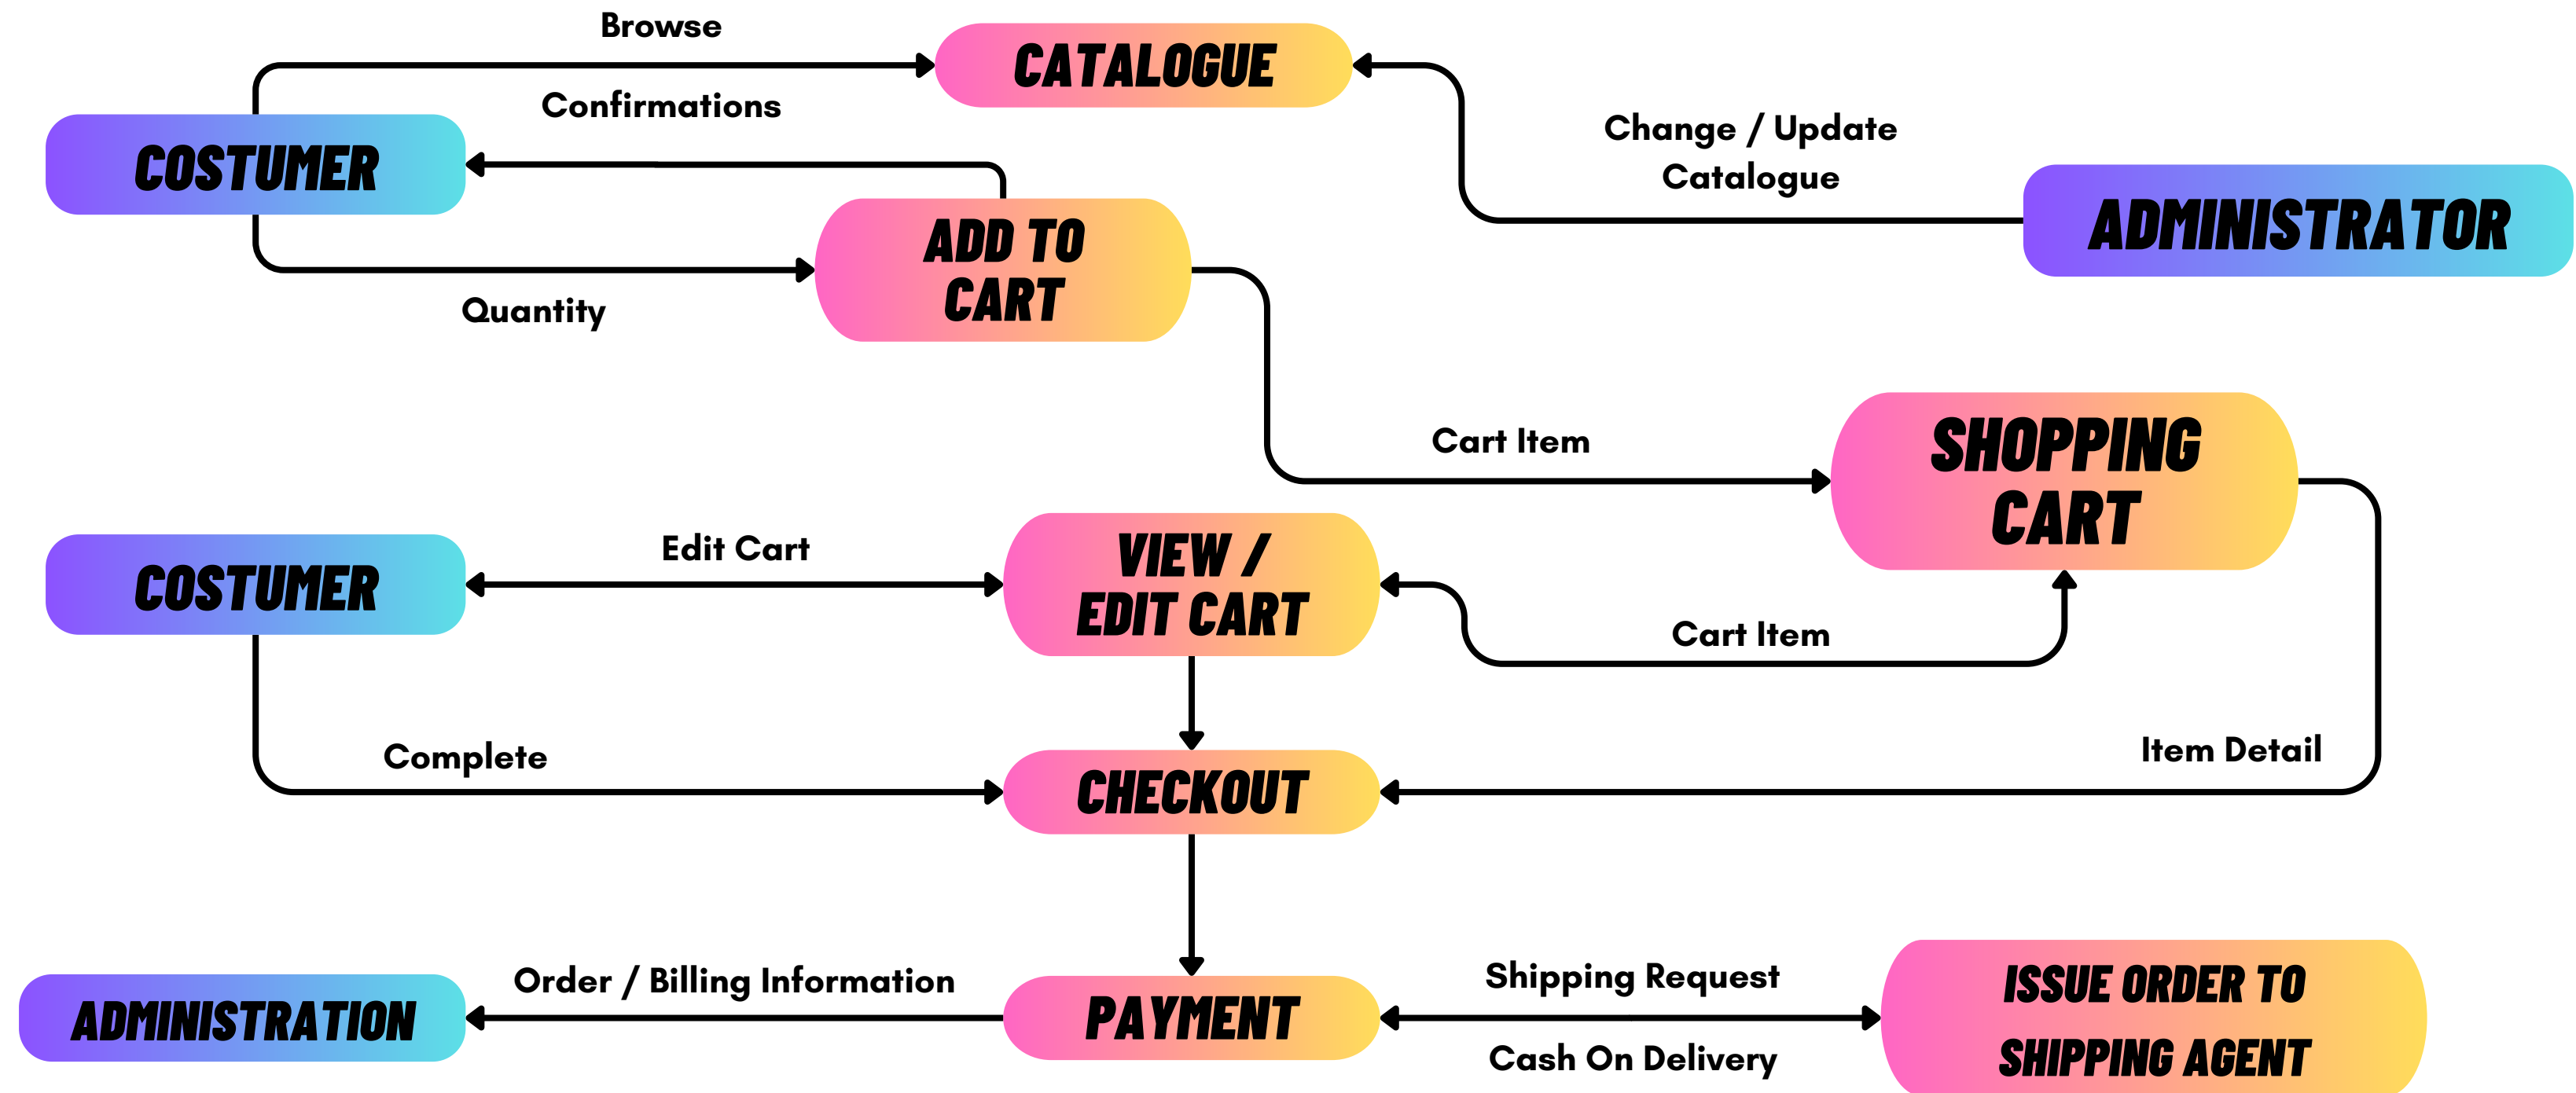 Browse
CATALOGUE
Confirmations
Change / Update
Catalogue
COSTUMER
ADMINISTRATOR
ADD TO
CART
Quantity
Cart Item
SHOPPING
CART
COSTUMER
Edit Cart
VIEW /
EDIT CART
Cart Item
Complete
CHECKOUT
Item Detail
ADMINISTRATION
Order / Billing Information
PAYMENT
Shipping Request
Cash On Delivery
ISSUE ORDER TO
SHIPPING AGENT